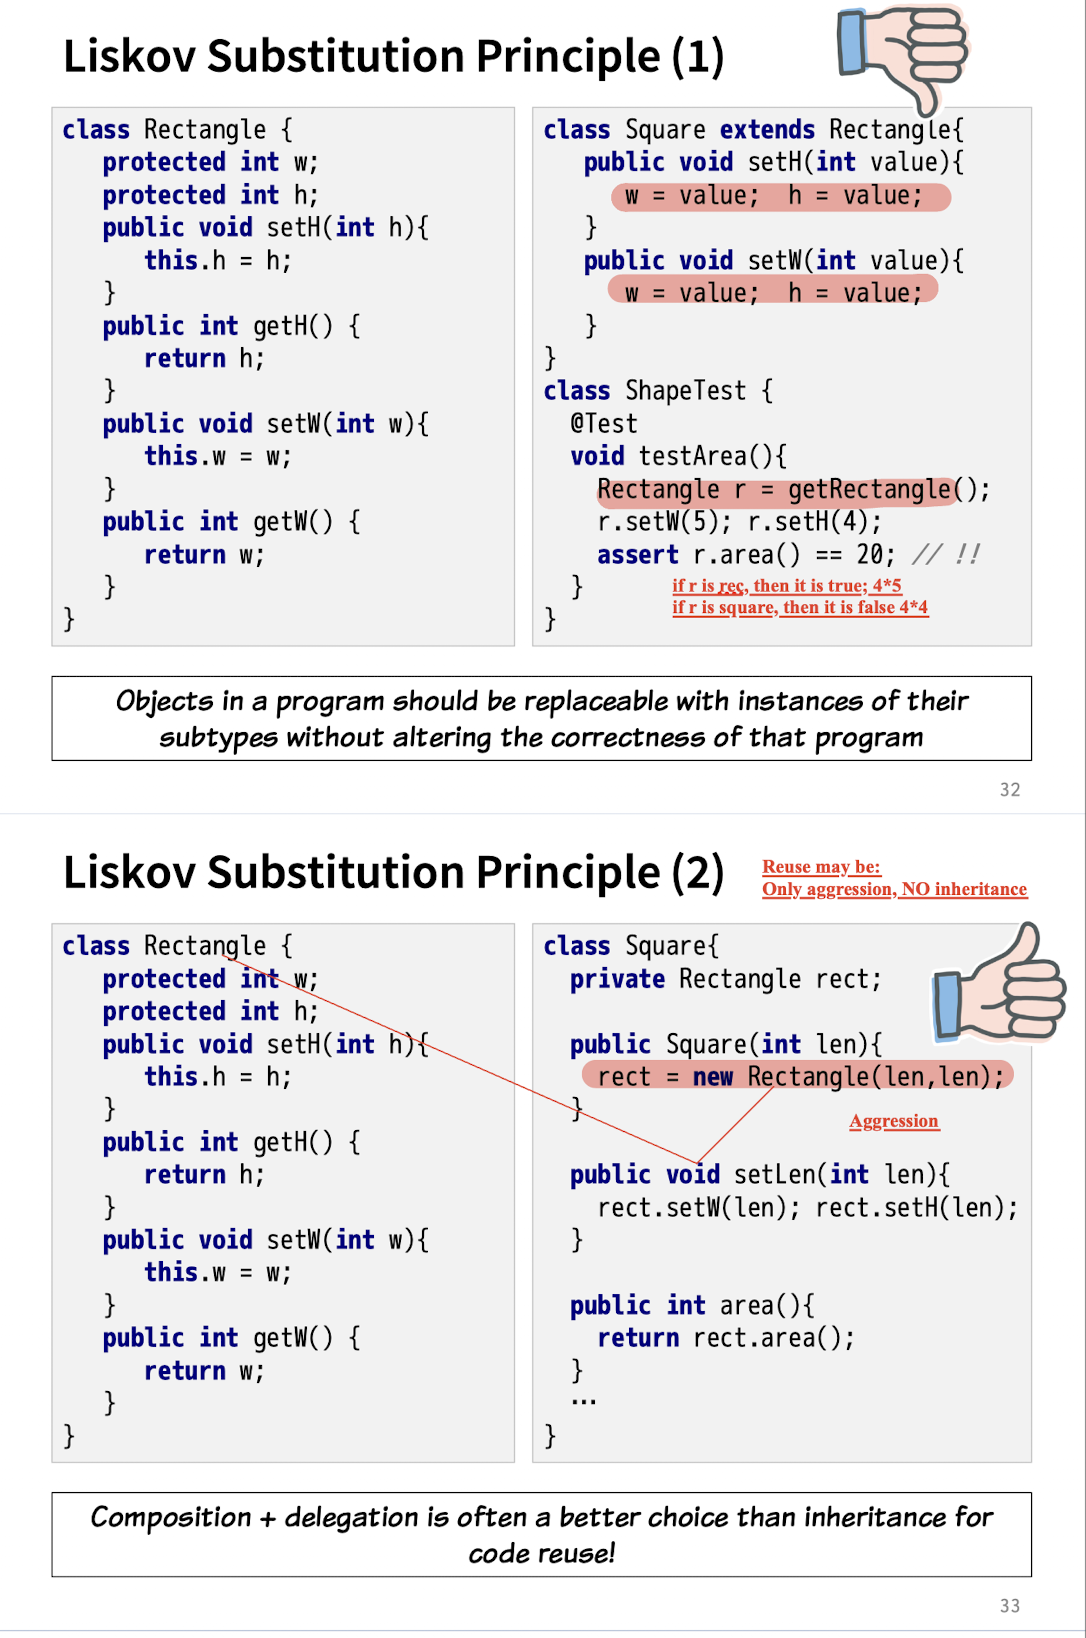 Liskov Substitution Principle (1)
class Rectangle {
protected int w;
protected int h;
public void setH(int h){
this.h = h;
}
public int getH() {
return h;
}
public void setW(int w){
this.w = w;
}
public int getW() {
return w;
}
}
class Square extends Rectangle{
public void setH(int value){
w = value;  h = value;
}
public void setW(int value){
w = value;  h = value;
}
}
class ShapeTest {
@Test
void testArea(){
Rectangle r = getRectangle();
r.setW(5); r.setH(4);
assert r.area() == 20; // !!
}
if r is rec, then it is true; 4*5
if r is square, then it is false 4*4
}
Objects in a program should be replaceable with instances of their
subtypes without altering the correctness of that program
32
Liskov Substitution Principle (2)
Reuse may be:
Only aggression, NO inheritance
class Rectangle {
protected int w;
protected int h;
public void setH(int h){
this.h = h;
}
public int getH() {
return h;
}
public void setW(int w){
this.w = w;
}
public int getW() {
return w;
}
}
class Square{
private Rectangle rect;
public Square(int len){
rect = new Rectangle(len,len);
}
Aggression
public void setLen(int len){
rect.setW(len); rect.setH(len);
}
public int area(){
return rect.area();
}
…
}
Composition + delegation is often a better choice than inheritance for
code reuse!
33